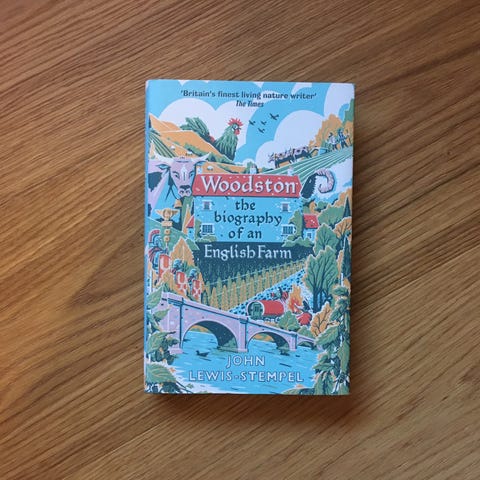 'Britain's finest living nature writer'
The Times
Woodston
the
biography
of an
English Farm
JOHN
LEWIS-STEMPEL